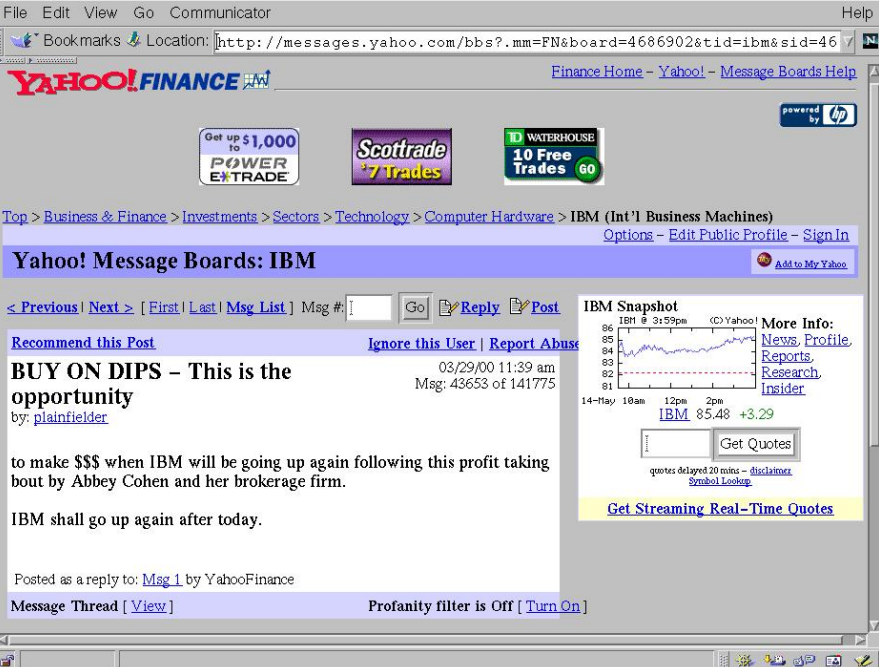 File Edit View Go Communicator Help
Bookmarks Location: http://messages.yahoo.com/bbs?.mm=FN&board=4686902&tid=ibm&sid=46 N
YAHOO! FINANCE
Finance Home – Yahoo! – Message Boards Help
powered by hp
Get up to $1,000
POWER
E*TRADE
Scottrade
$7 Trades
TD WATERHOUSE
10 Free
Trades GO
Top > Business & Finance > Investments > Sectors > Technology > Computer Hardware > IBM (Int'l Business Machines)
Options – Edit Public Profile – Sign In
Yahoo! Message Boards: IBM
Add to My Yahoo
< Previous | Next > [ First | Last | Msg List ] Msg #: Go Reply Post
Recommend this Post Ignore this User | Report Abuse
BUY ON DIPS – This is the
opportunity
by: plainfielder
03/29/00 11:39 am
Msg: 43653 of 141775
to make $$$ when IBM will be going up again following this profit taking
bout by Abbey Cohen and her brokerage firm.
IBM shall go up again after today.
Posted as a reply to: Msg 1 by YahooFinance
Message Thread [ View ] Profanity filter is Off [ Turn On ]
IBM Snapshot
IBM @ 3:59pm (C)Yahoo!
86
85
84
83
82
81
14-May 10am 12pm 2pm
More Info:
News, Profile,
Reports,
Research,
Insider
IBM 85.48 +3.29
Get Quotes
quotes delayed 20 mins – disclaimer
Symbol Lookup
Get Streaming Real-Time Quotes